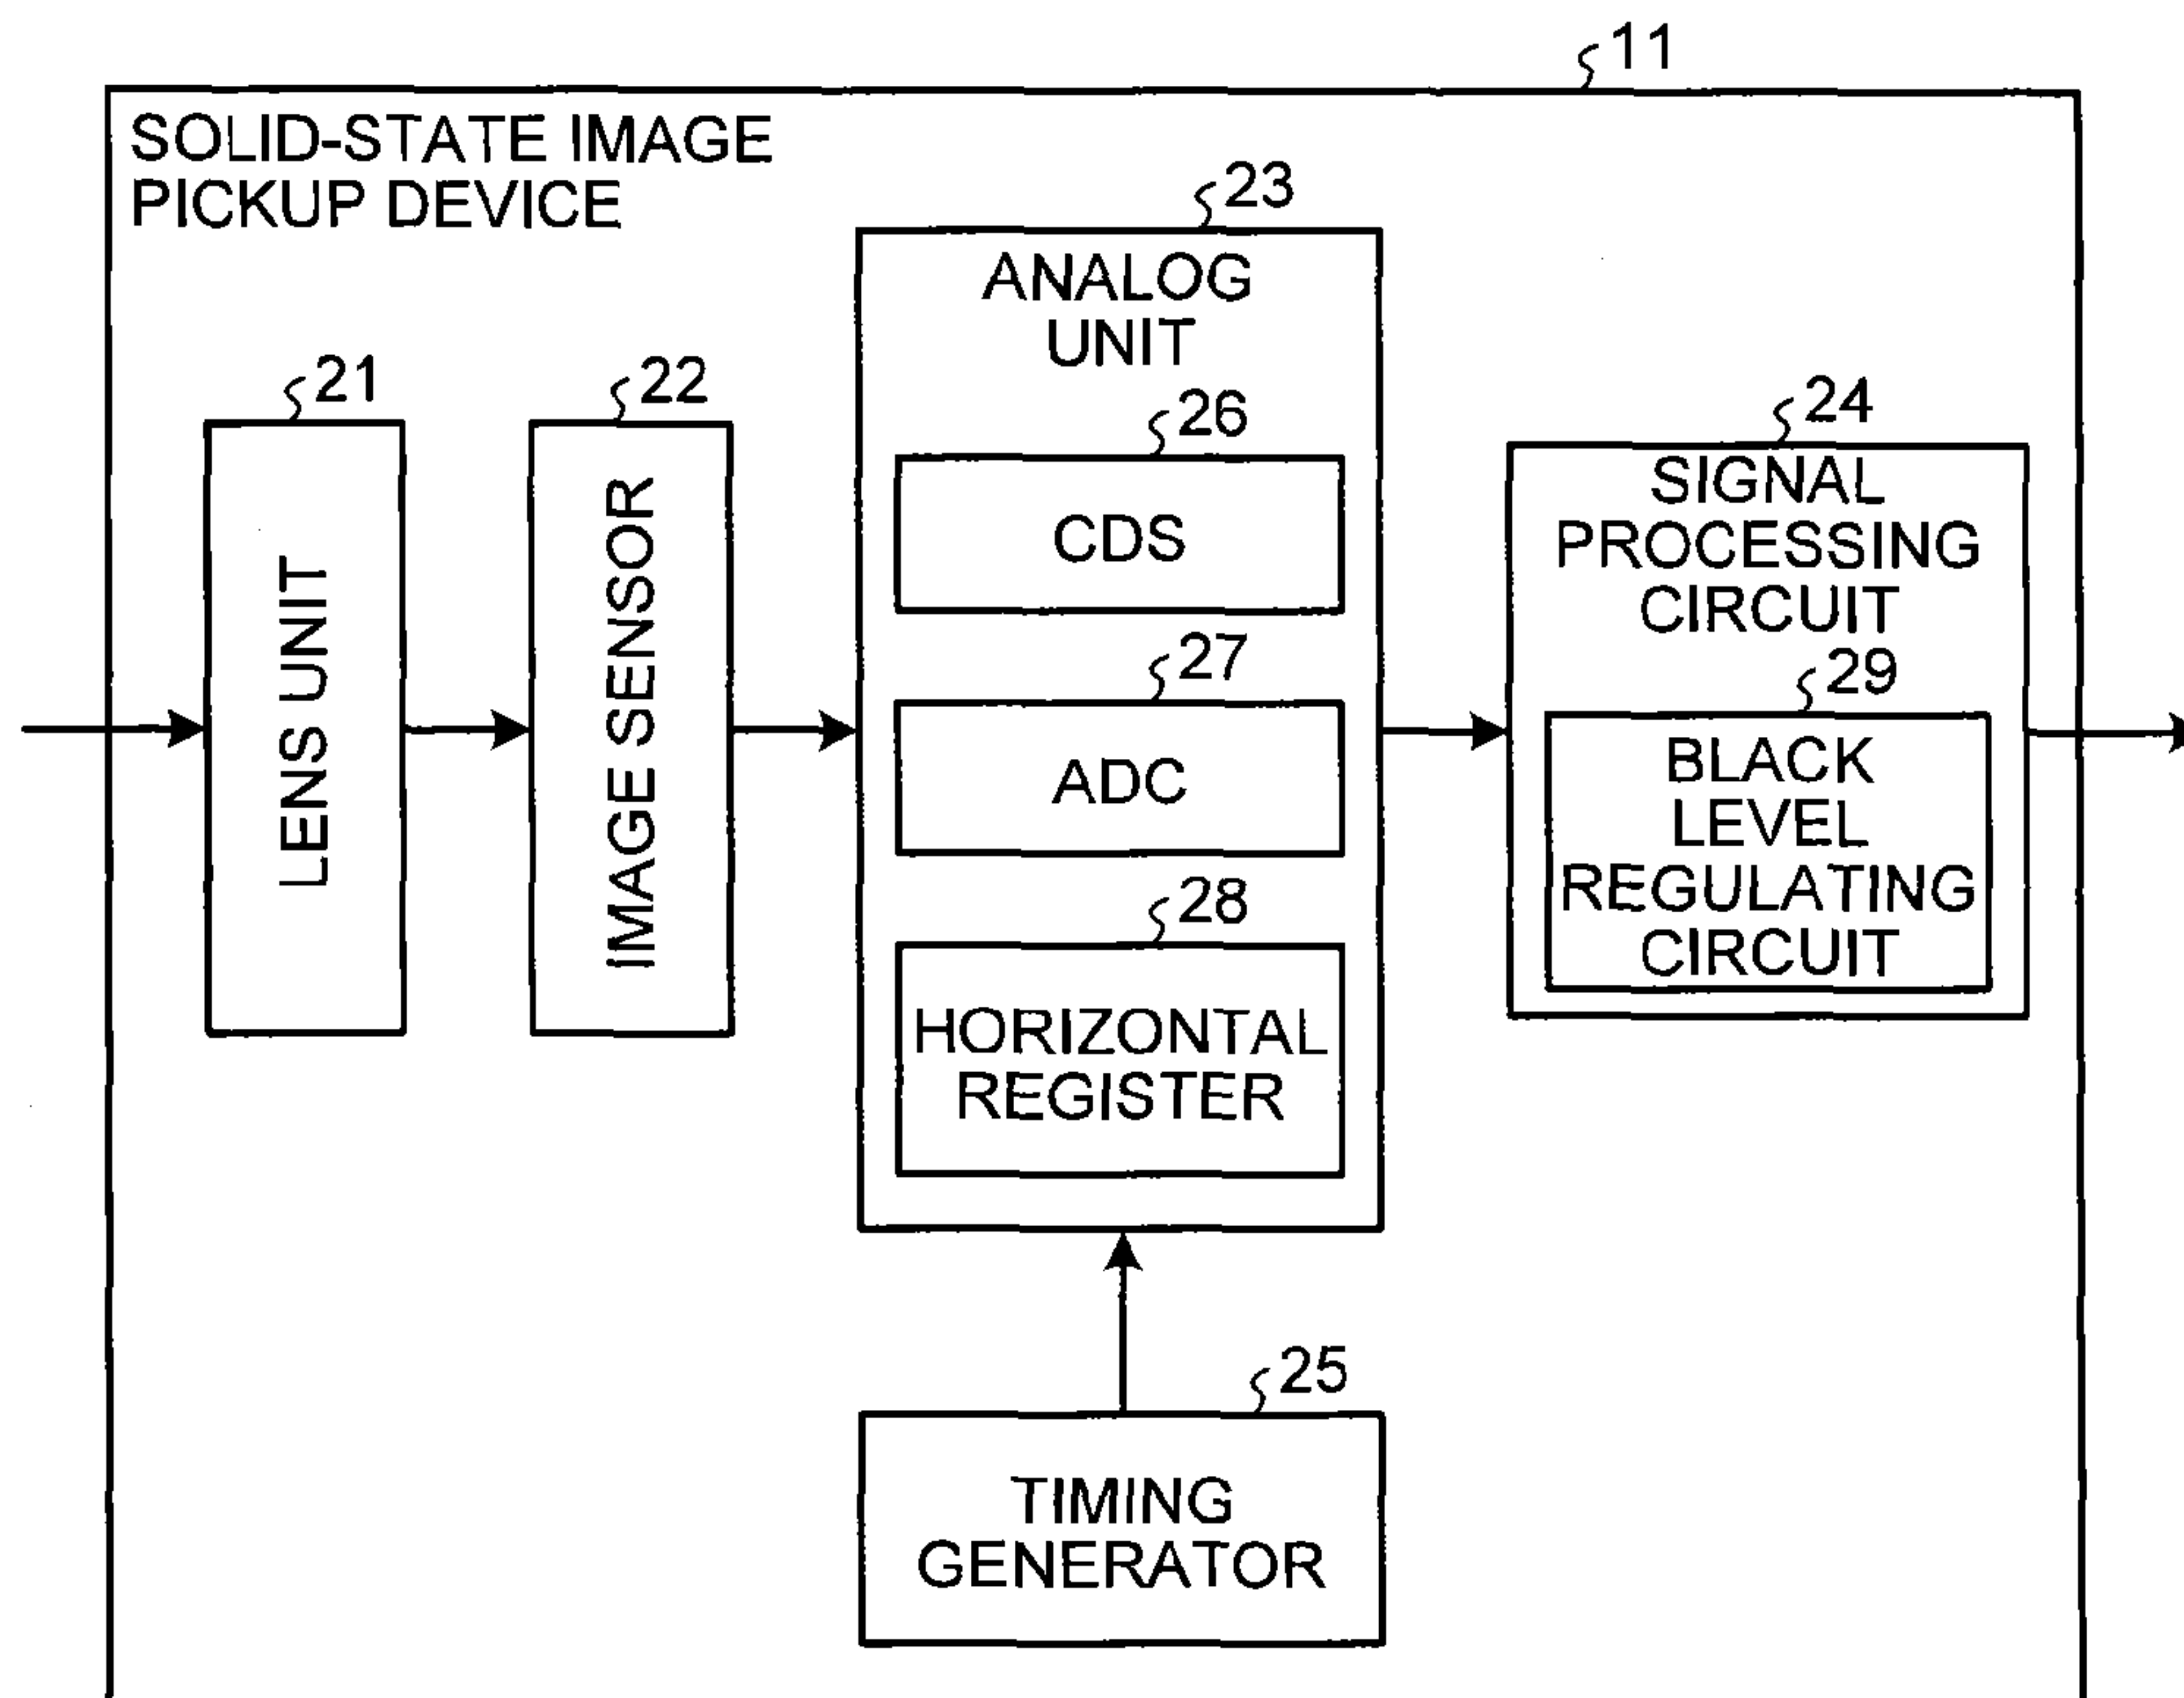 11
SOLID-STATE IMAGE
PICKUP DEVICE
23
ANALOG
UNIT
21
LENS UNIT
22
IMAGE SENSOR
26
CDS
27
ADC
28
HORIZONTAL
REGISTER
24
SIGNAL
PROCESSING
CIRCUIT
29
BLACK
LEVEL
REGULATING
CIRCUIT
25
TIMING
GENERATOR